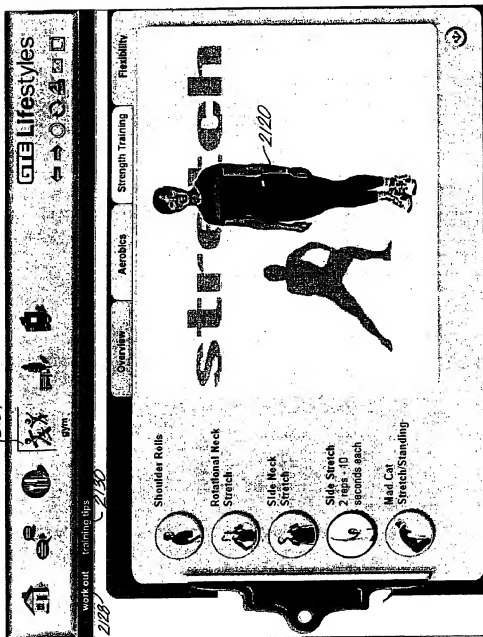 GTE Lifestyles
gym
work out training tips
2128
2130
Overview
Aerobics
Strength Training
Flexibility
stretch
2120
Shoulder Rolls
Rotational Neck
Stretch
Side Neck
Stretch
Side Stretch
2 reps - 10
seconds each
Mad Cat
Stretch/Standing